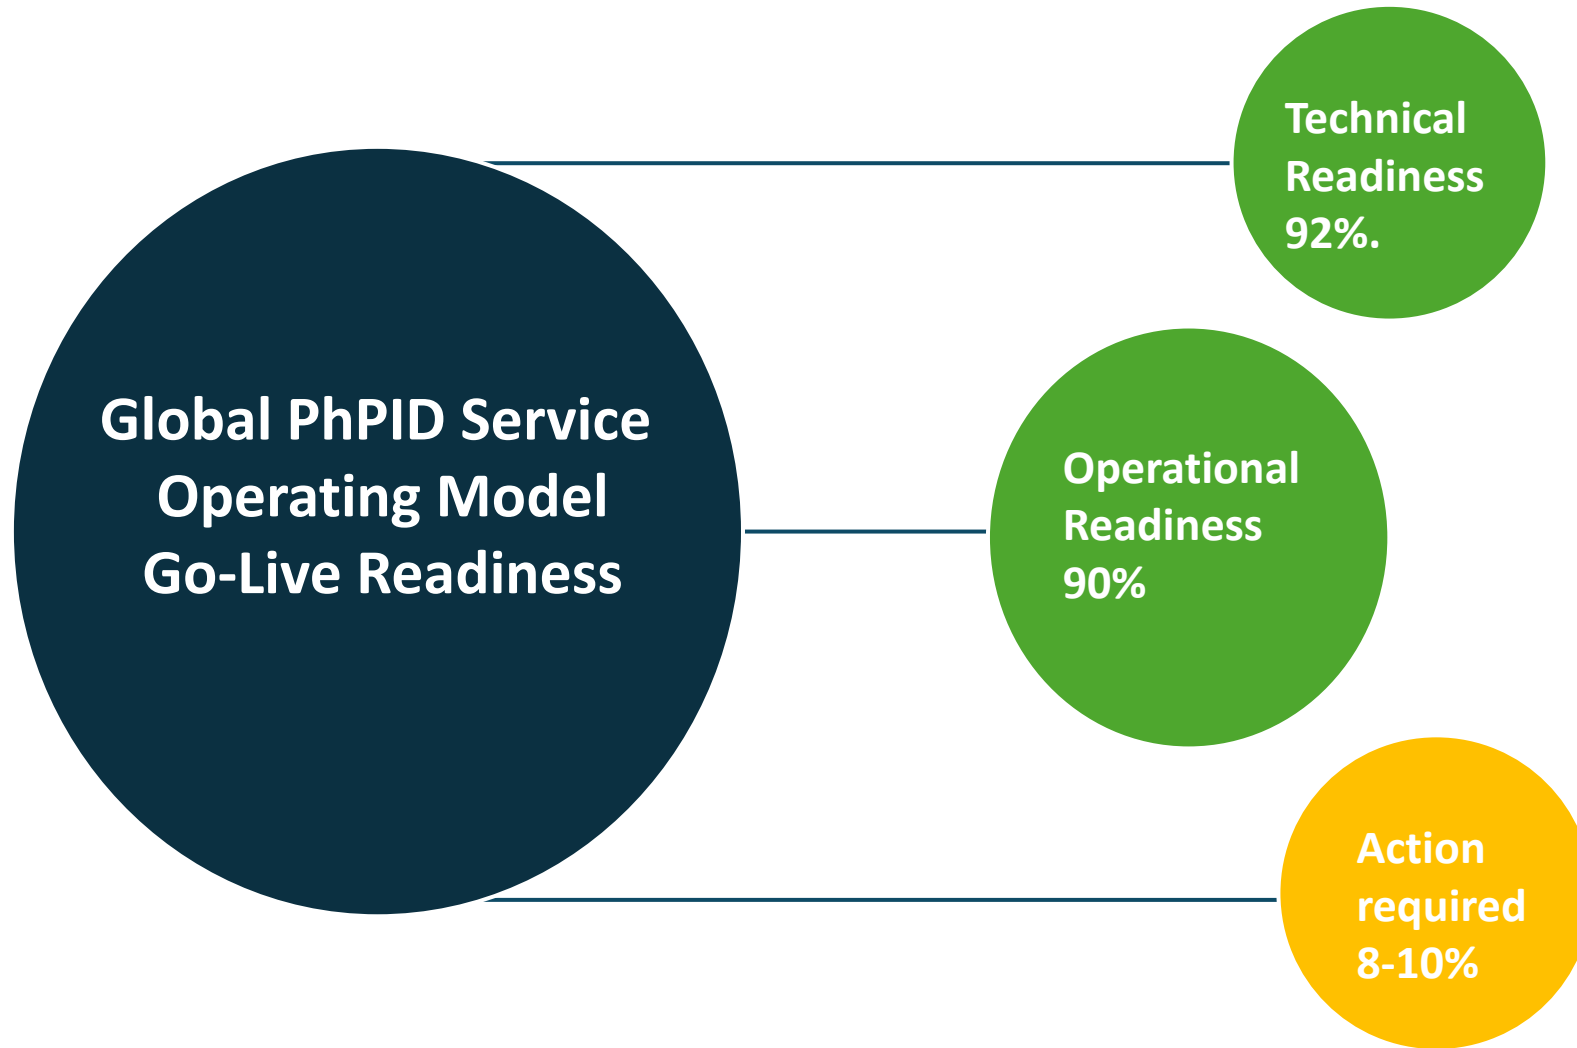 Global PhPID Service
Operating Model
Go-Live Readiness
Technical
Readiness
92%.
Operational
Readiness
90%
Action
required
8-10%